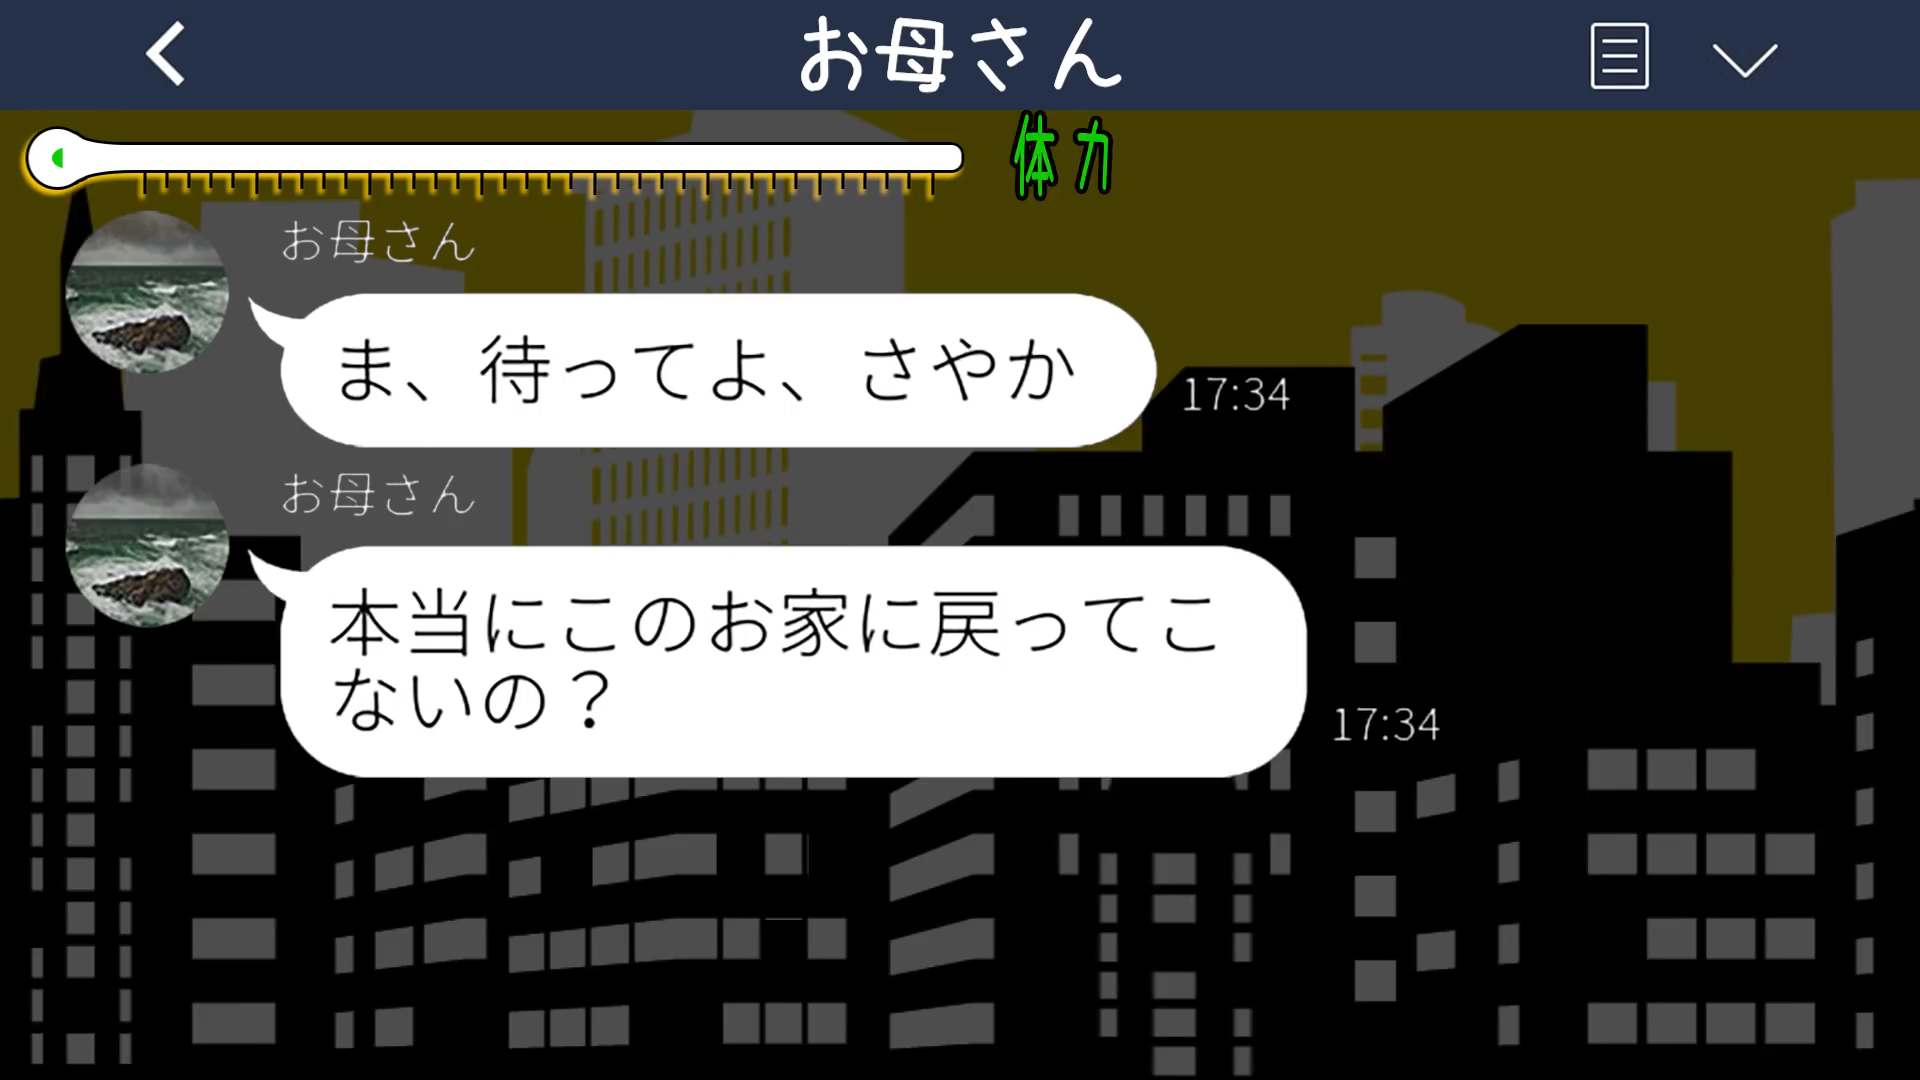 お母さん
体力
お母さん
ま、待ってよ、さやか
17:34
お母さん
本当にこのお家に戻ってこ
ないの？
17:34